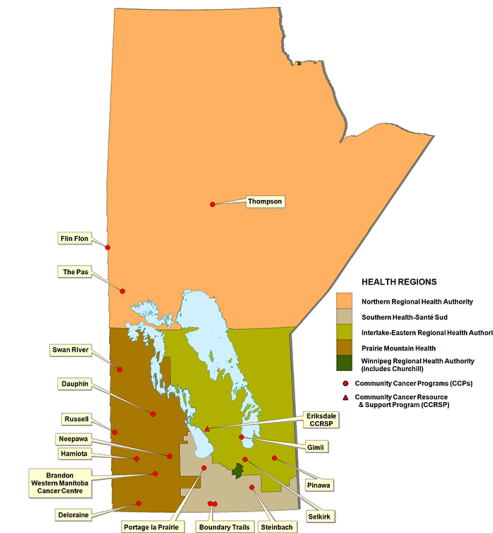 Thompson
Flin Flon
The Pas
HEALTH REGIONS
Northern Regional Health Authority
Southern Health-Santé Sud
Interlake-Eastern Regional Health Authori
Prairie Mountain Health
Winnipeg Regional Health Authority
(includes Churchill)
Community Cancer Programs (CCPs)
Community Cancer Resource
& Support Program (CCRSP)
Swan River
Dauphin
Russell
Neepawa
Hamiota
Brandon
Western Manitoba
Cancer Centre
Deloraine
Eriksdale
CCRSP
Gimli
Pinawa
Selkirk
Portage la Prairie
Boundary Trails
Steinbach